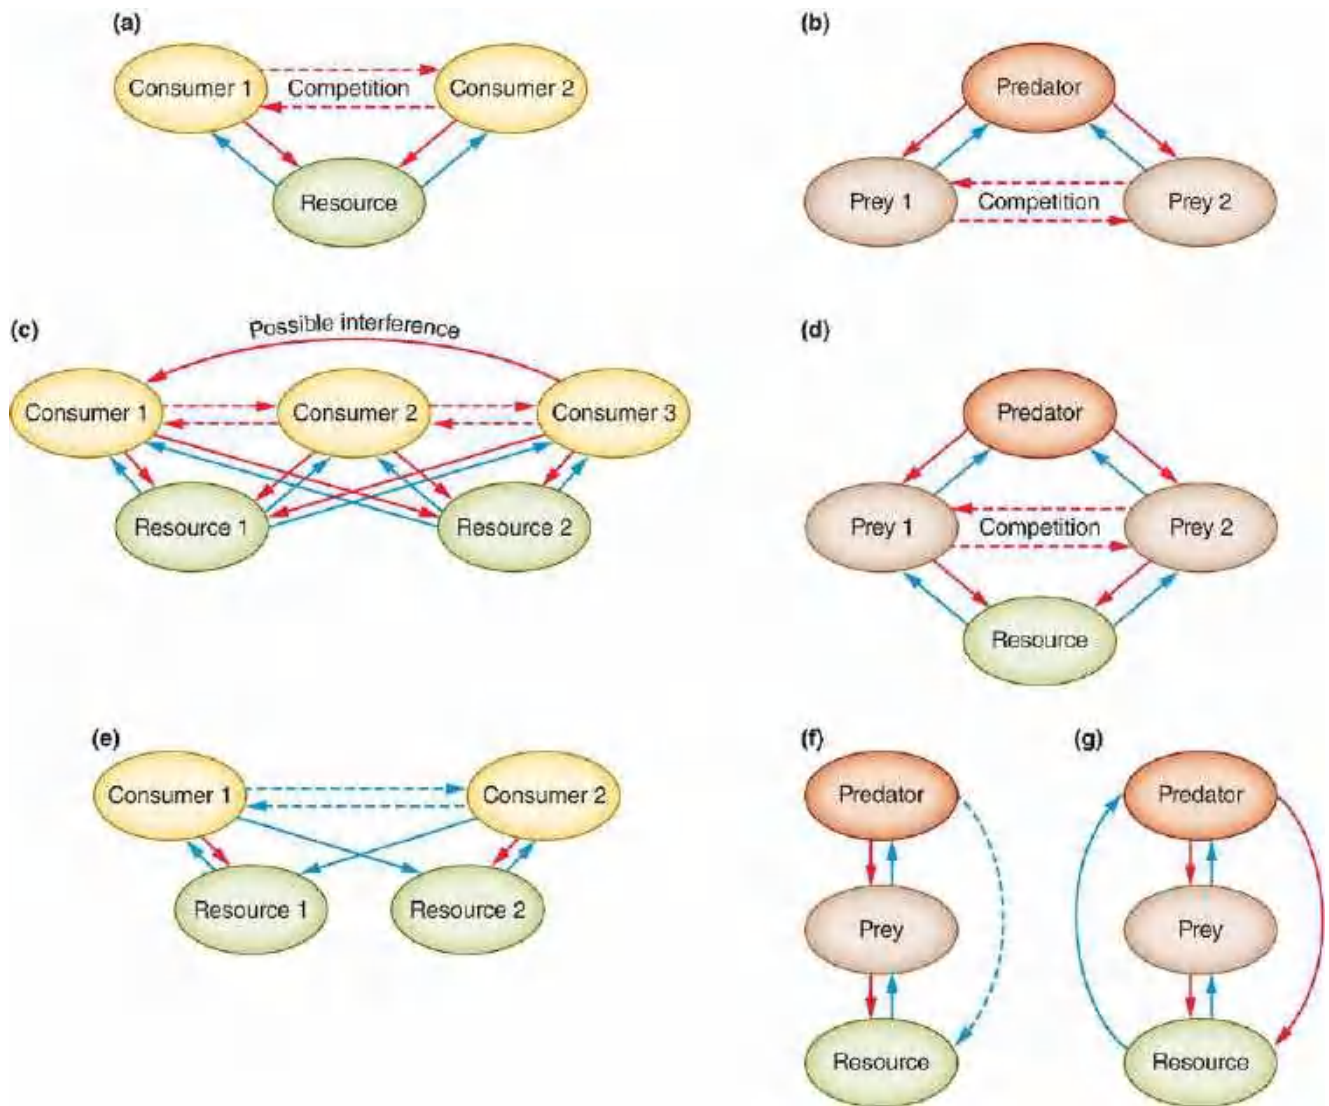 (a)
Consumer 1
Competition
Consumer 2
Resource
(b)
Predator
Prey 1
Competition
Prey 2
(c)
Possible interference
Consumer 1
Consumer 2
Consumer 3
Resource 1
Resource 2
(d)
Predator
Prey 1
Competition
Prey 2
Resource
(e)
Consumer 1
Consumer 2
Resource 1
Resource 2
(f)
Predator
Prey
Resource
(g)
Predator
Prey
Resource